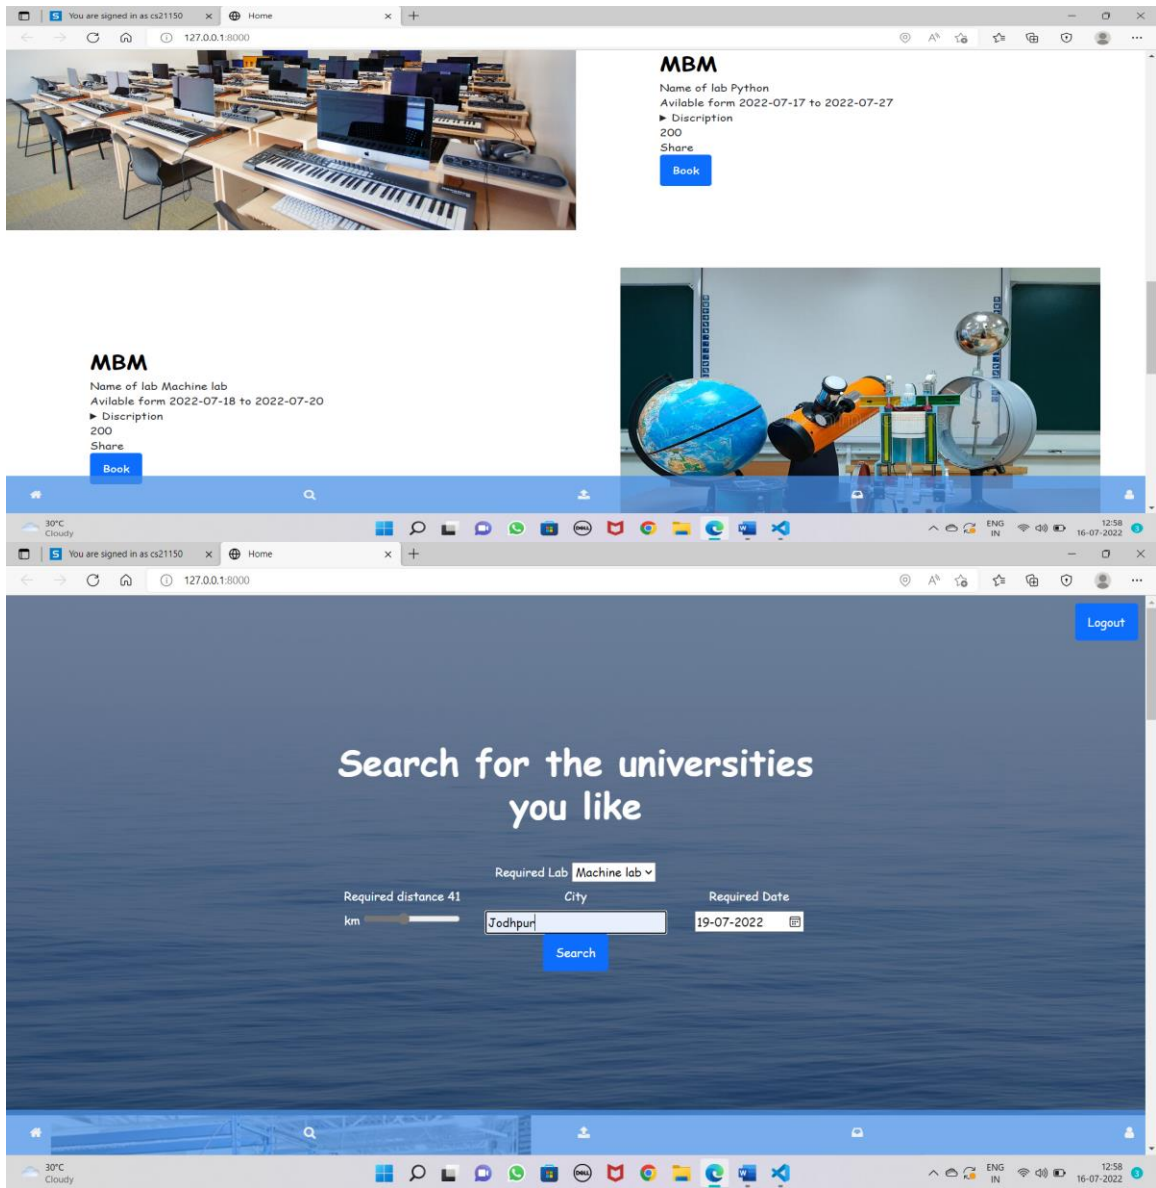 You are signed in as cs21150
Home
127.0.0.1:8000
MBM
Name of lab Python
Avilable form 2022-07-17 to 2022-07-27
▶ Discription
200
Share
Book
MBM
Name of lab Machine lab
Avilable form 2022-07-18 to 2022-07-20
▶ Discription
200
Share
Book
30°C
Cloudy
DELL
ENG
IN
12:58
16-07-2022
3
You are signed in as cs21150
Home
127.0.0.1:8000
Logout
Search for the universities
you like
Required Lab Machine lab
Required distance 41
km
City
Jodhpur
Required Date
19-07-2022
Search
30°C
Cloudy
DELL
ENG
IN
12:58
16-07-2022
3